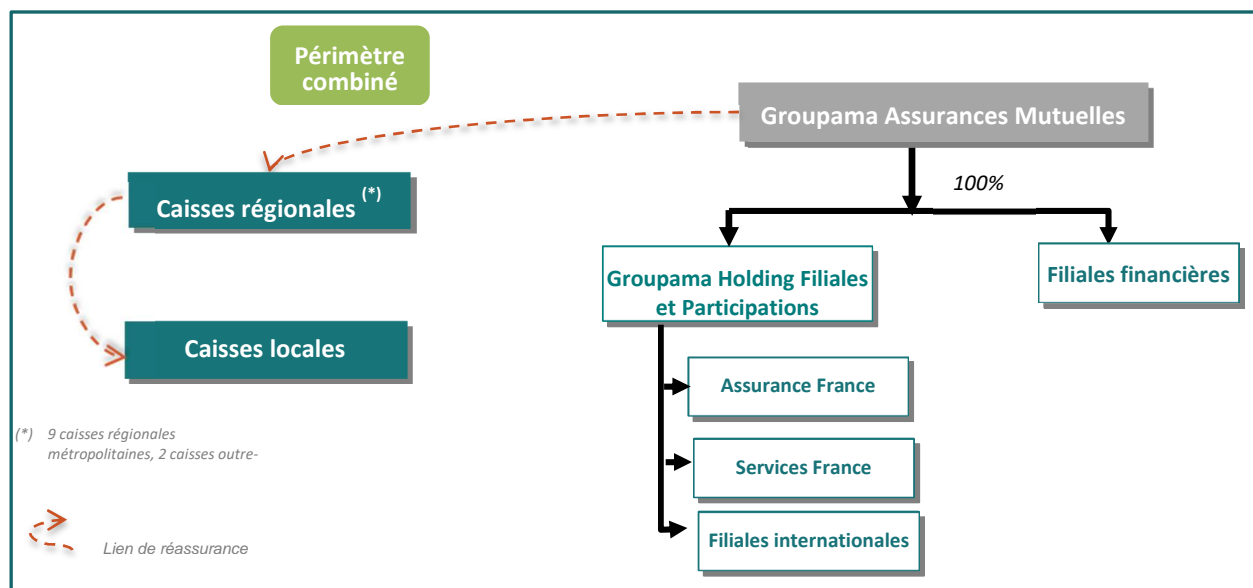 Périmètre
combiné
Groupama Assurances Mutuelles
100%
Caisses régionales (*)
Groupama Holding Filiales
et Participations
Filiales financières
Caisses locales
Assurance France
(*) 9 caisses régionales
métropolitaines, 2 caisses outre-
Services France
Filiales internationales
Lien de réassurance